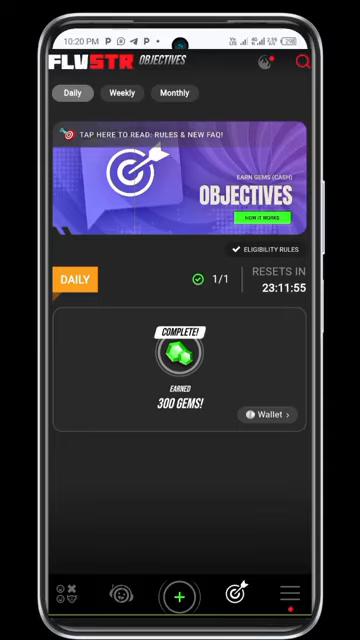 10:20 PM
FLVSTR OBJECTIVES
Daily Weekly Monthly
TAP HERE TO READ: RULES & NEW FAQ!
EARN GEMS (CASH)
OBJECTIVES
HOW IT WORKS
ELIGIBILITY RULES
DAILY
1/1
RESETS IN
23:11:55
COMPLETE!
EARNED
300 GEMS!
Wallet >